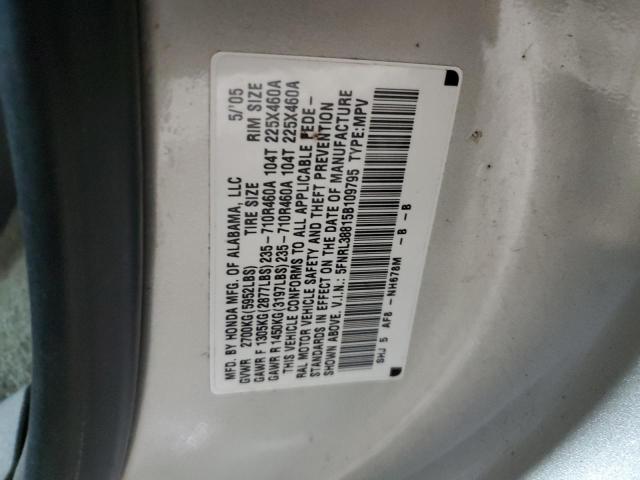 MFD. BY HONDA MFG. OF ALABAMA, LLC 5/'05
GVWR 2700KG(5952LBS) TIRE SIZE RIM SIZE
GAWR F 1305KG(2877LBS) 235-710R460A 104T 225X460A
GAWR R 1450KG(3197LBS) 235-710R460A 104T 225X460A
THIS VEHICLE CONFORMS TO ALL APPLICABLE FEDE-
RAL MOTOR VEHICLE SAFETY AND THEFT PREVENTION
STANDARDS IN EFFECT ON THE DATE OF MANUFACTURE
SHOWN ABOVE. V.I.N.: 5FNRL38815B109795 TYPE:MPV
SHJ 5 AF8 - NH678M - B - B